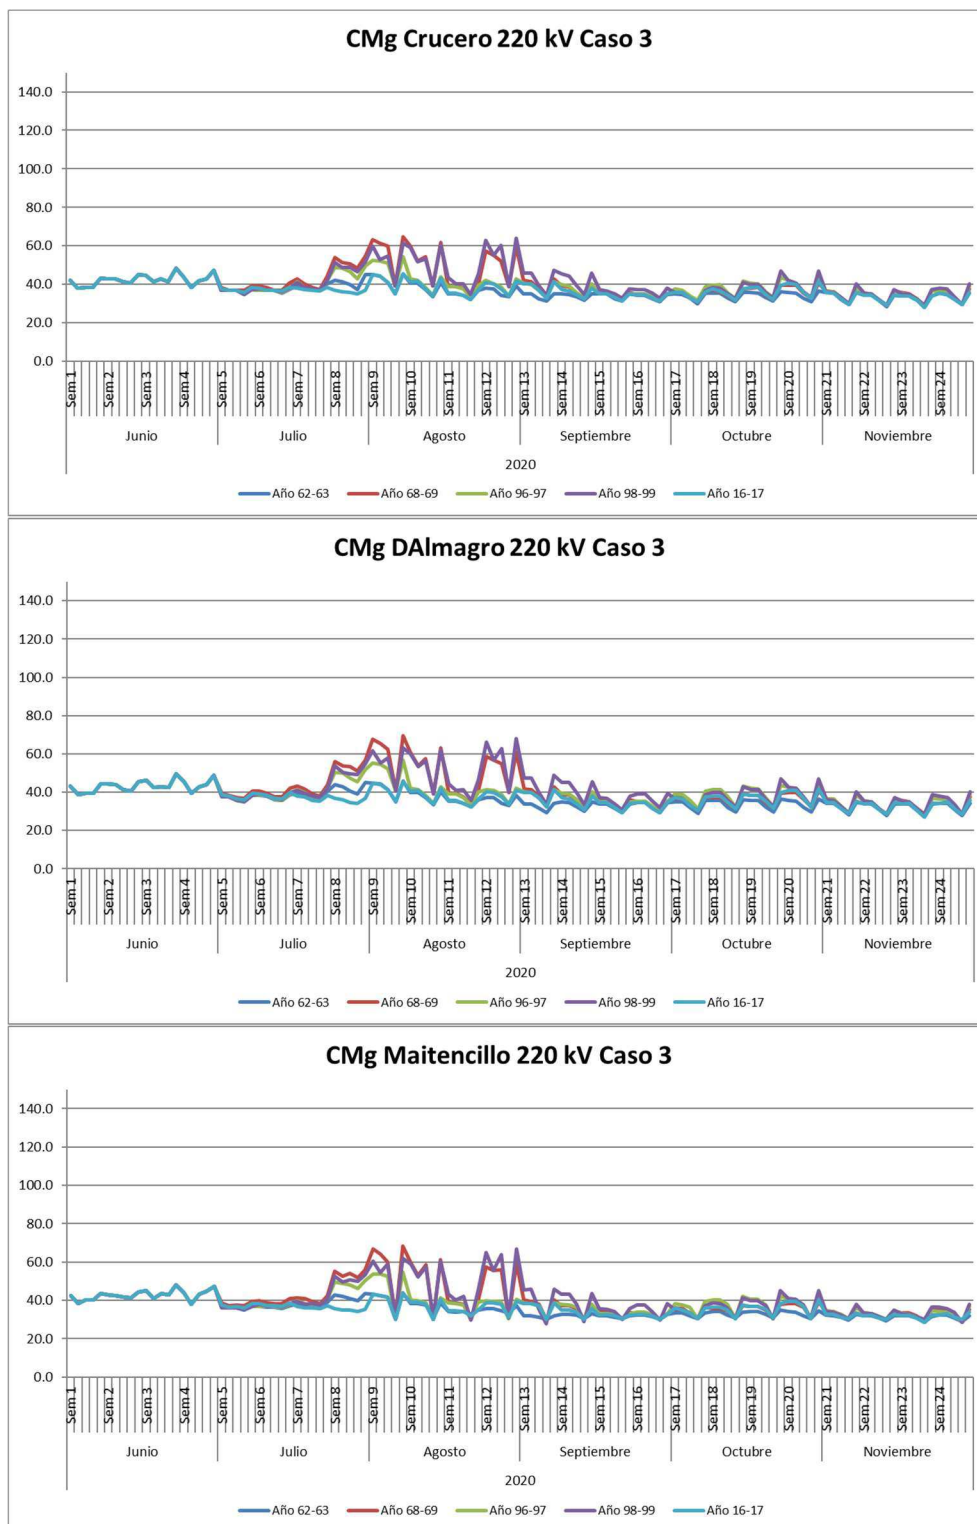 CMg Crucero 220 kV Caso 3
140.0
120.0
100.0
80.0
60.0
40.0
20.0
0.0
Sem 1 Sem 2 Sem 3 Sem 4 Sem 5 Sem 6 Sem 7 Sem 8 Sem 9 Sem 10 Sem 11 Sem 12 Sem 13 Sem 14 Sem 15 Sem 16 Sem 17 Sem 18 Sem 19 Sem 20 Sem 21 Sem 22 Sem 23 Sem 24
Junio Julio Agosto Septiembre Octubre Noviembre
2020
Año 62-63 Año 68-69 Año 96-97 Año 98-99 Año 16-17
CMg DAlmagro 220 kV Caso 3
140.0
120.0
100.0
80.0
60.0
40.0
20.0
0.0
Sem 1 Sem 2 Sem 3 Sem 4 Sem 5 Sem 6 Sem 7 Sem 8 Sem 9 Sem 10 Sem 11 Sem 12 Sem 13 Sem 14 Sem 15 Sem 16 Sem 17 Sem 18 Sem 19 Sem 20 Sem 21 Sem 22 Sem 23 Sem 24
Junio Julio Agosto Septiembre Octubre Noviembre
2020
Año 62-63 Año 68-69 Año 96-97 Año 98-99 Año 16-17
CMg Maitencillo 220 kV Caso 3
140.0
120.0
100.0
80.0
60.0
40.0
20.0
0.0
Sem 1 Sem 2 Sem 3 Sem 4 Sem 5 Sem 6 Sem 7 Sem 8 Sem 9 Sem 10 Sem 11 Sem 12 Sem 13 Sem 14 Sem 15 Sem 16 Sem 17 Sem 18 Sem 19 Sem 20 Sem 21 Sem 22 Sem 23 Sem 24
Junio Julio Agosto Septiembre Octubre Noviembre
2020
Año 62-63 Año 68-69 Año 96-97 Año 98-99 Año 16-17